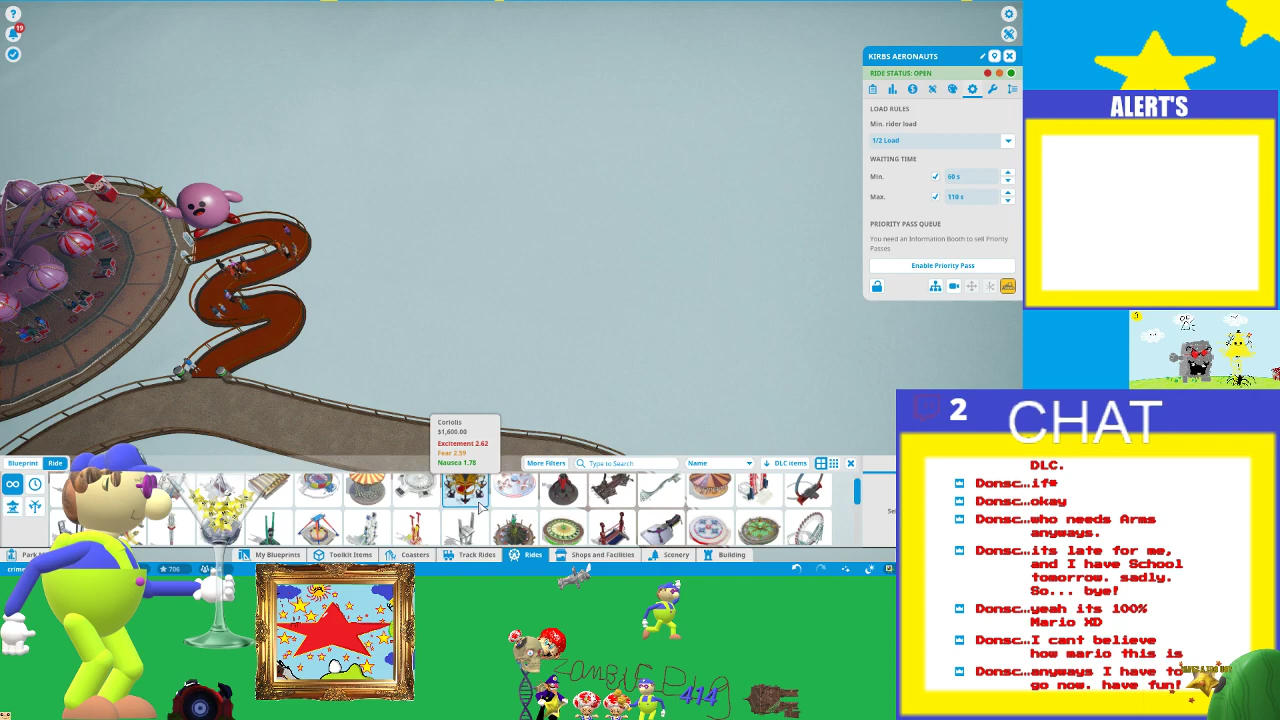 ?
19
KIRBS AERONAUTS
RIDE STATUS: OPEN
LOAD RULES
Min. rider load
1/2 Load
WAITING TIME
Min.
60 s
Max.
110 s
PRIORITY PASS QUEUE
You need an Information Booth to sell Priority
Passes
Enable Priority Pass
ALERT'S
2
CHAT
DLC.
Donsc...if*
Donsc...okay
Donsc...who needs Arms
anyways.
Donsc...its late for me,
and I have School
tomorrow. sadly.
So... bye!
Donsc...yeah its 100%
Mario XD
Donsc...I cant believe
how mario this is
Donsc...anyways I have to
go now. have fun!
Coriolis
$1,600.00
Excitement 2.62
Fear 2.59
Nausea 1.78
Blueprint
Ride
More Filters
Type to Search
Name
DLC items
My Blueprints
Toolkit Items
Coasters
Track Rides
Rides
Shops and Facilities
Scenery
Building
crime
706
414